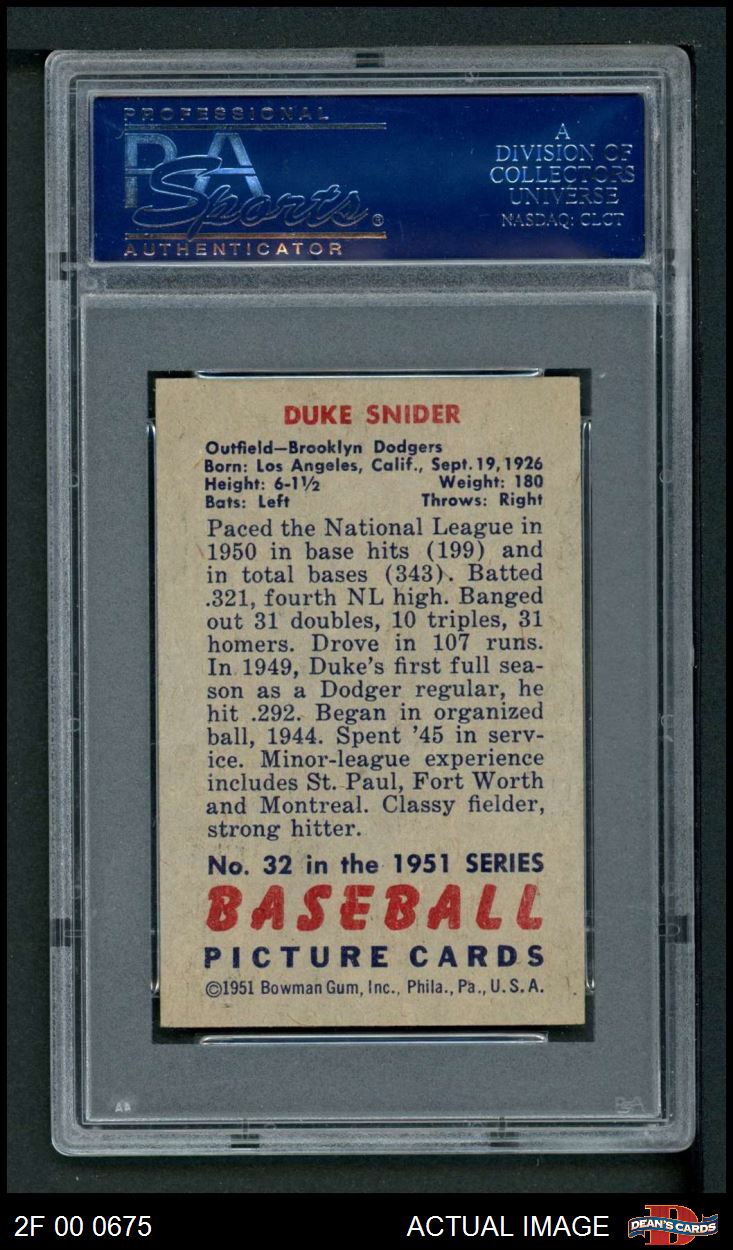 PROFESSIONAL
PSA
Sports®
AUTHENTICATOR
A
DIVISION OF
COLLECTORS
UNIVERSE
NASDAQ: CLCT
DUKE SNIDER
Outfield—Brooklyn Dodgers
Born: Los Angeles, Calif., Sept. 19, 1926
Height: 6-1½ Weight: 180
Bats: Left Throws: Right
Paced the National League in
1950 in base hits (199) and
in total bases (343). Batted
.321, fourth NL high. Banged
out 31 doubles, 10 triples, 31
homers. Drove in 107 runs.
In 1949, Duke's first full sea-
son as a Dodger regular, he
hit .292. Began in organized
ball, 1944. Spent '45 in serv-
ice. Minor-league experience
includes St. Paul, Fort Worth
and Montreal. Classy fielder,
strong hitter.
No. 32 in the 1951 SERIES
BASEBALL
PICTURE CARDS
©1951 Bowman Gum, Inc., Phila., Pa., U. S. A.
PSA
2F 00 0675
ACTUAL IMAGE
DEAN'S CARDS